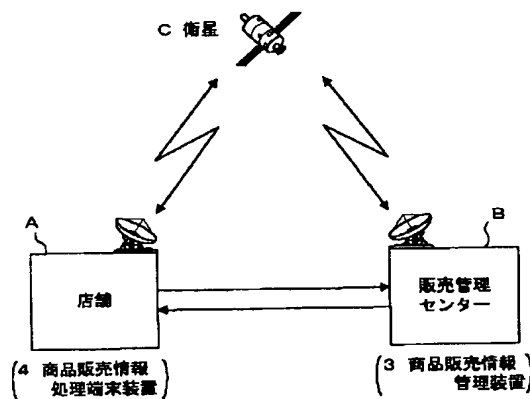 C 衛星
A
B
店舗
販売管理
センター
(4 商品販売情報
処理端末装置)
(3 商品販売情報
管理装置)